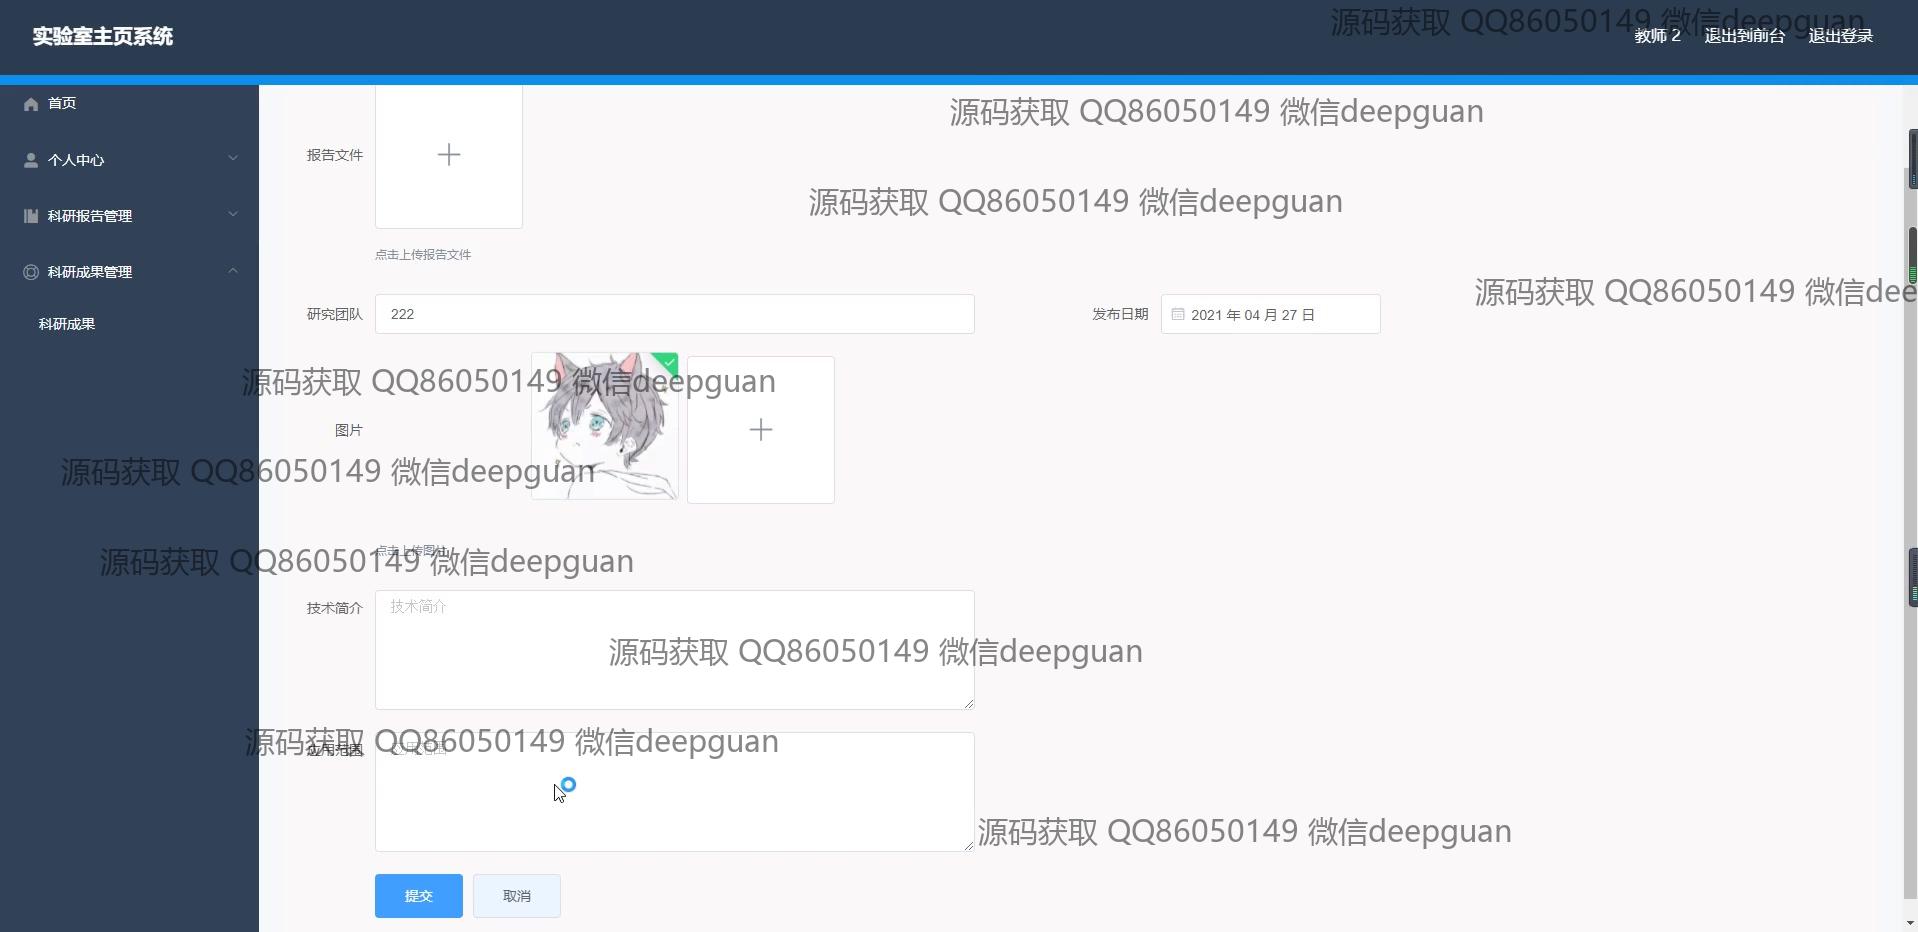 实验室主页系统
源码获取 QQ86050149 微信deepguan
教师 2 退出到前台 退出登录
首页
源码获取 QQ86050149 微信deepguan
个人中心
报告文件
源码获取 QQ86050149 微信deepguan
科研报告管理
点击上传报告文件
科研成果管理
源码获取 QQ86050149 微信dee
研究团队 222 发布日期 2021 年 04 月 27 日
科研成果
源码获取 QQ86050149 微信deepguan
图片
源码获取 QQ86050149 微信deepguan
点击上传图片
源码获取 QQ86050149 微信deepguan
技术简介 技术简介
源码获取 QQ86050149 微信deepguan
源码获取 QQ86050149 微信deepguan
应用范围 应用范围
源码获取 QQ86050149 微信deepguan
提交 取消